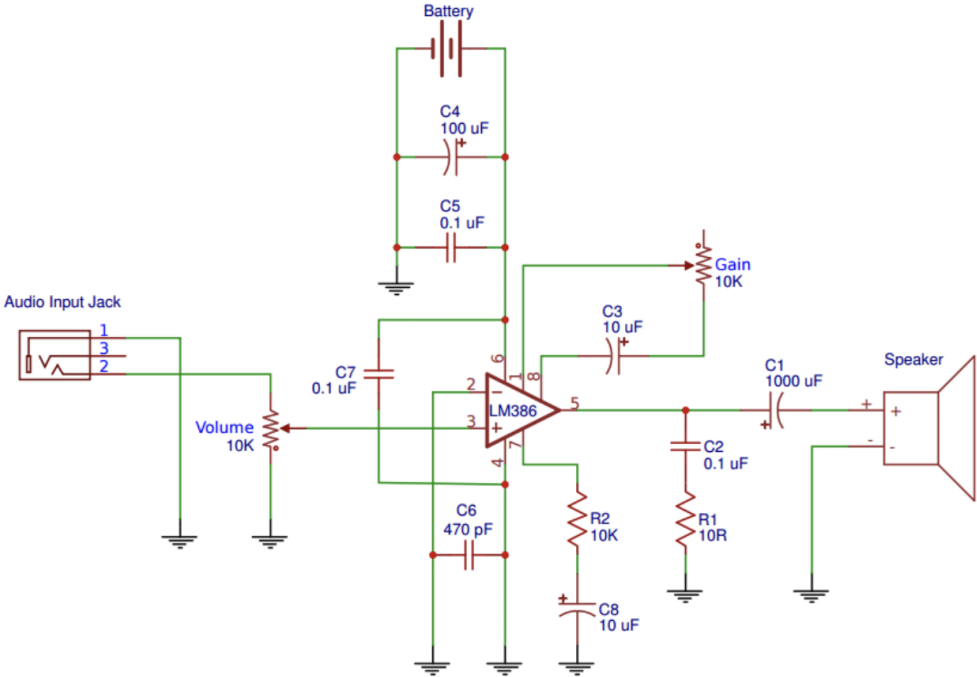 Battery
C4
100 uF
+
C5
0.1 uF
Gain
10K
Audio Input Jack
1
3
2
C3
10 uF
+
C7
0.1 uF
6
1
8
2
-
LM386
5
3
+
4
7
Volume
10K
C1
1000 uF
+
Speaker
+
+
-
-
C2
0.1 uF
C6
470 pF
R2
10K
R1
10R
+
C8
10 uF